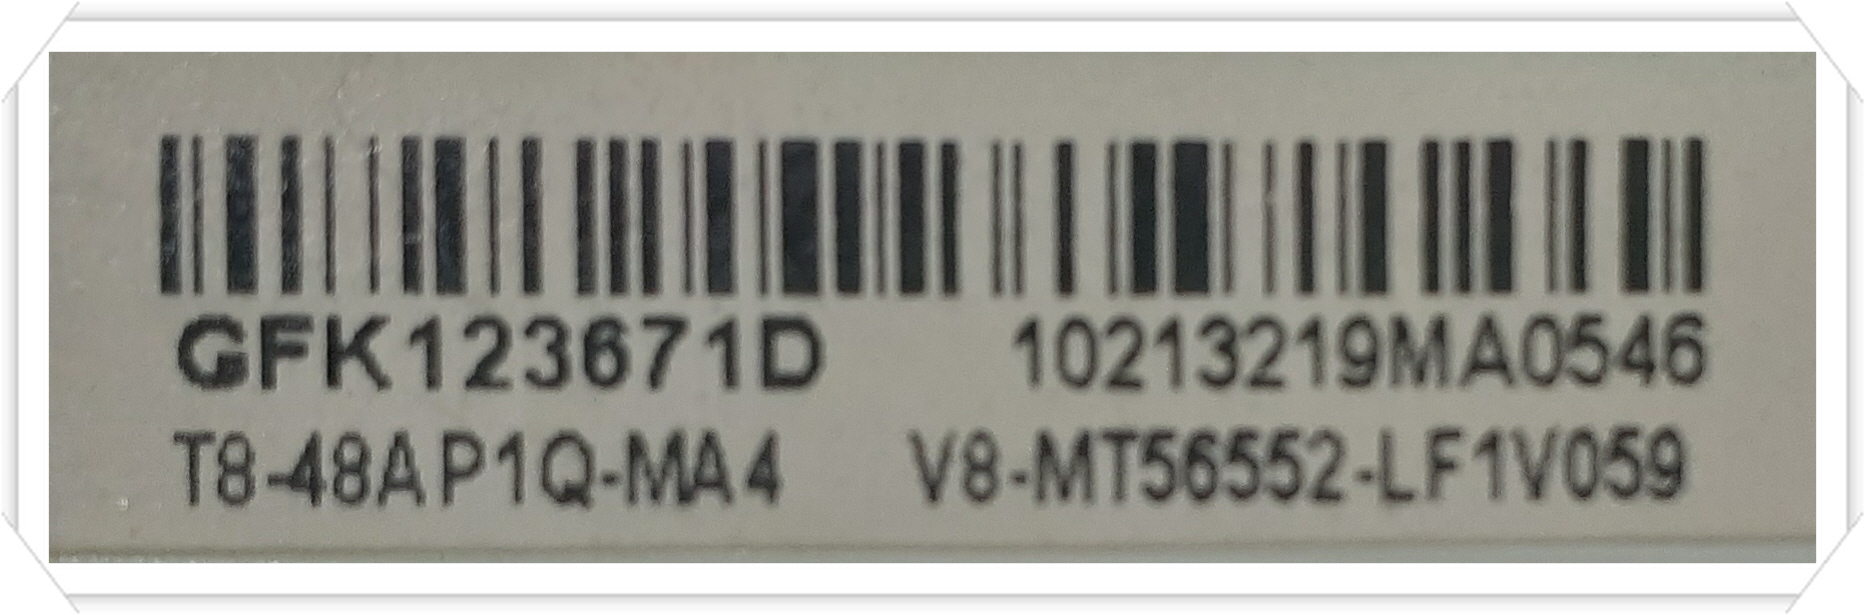 GFK123671D 10213219MA0546
T8-48AP1Q-MA4 V8-MT56552-LF1V059